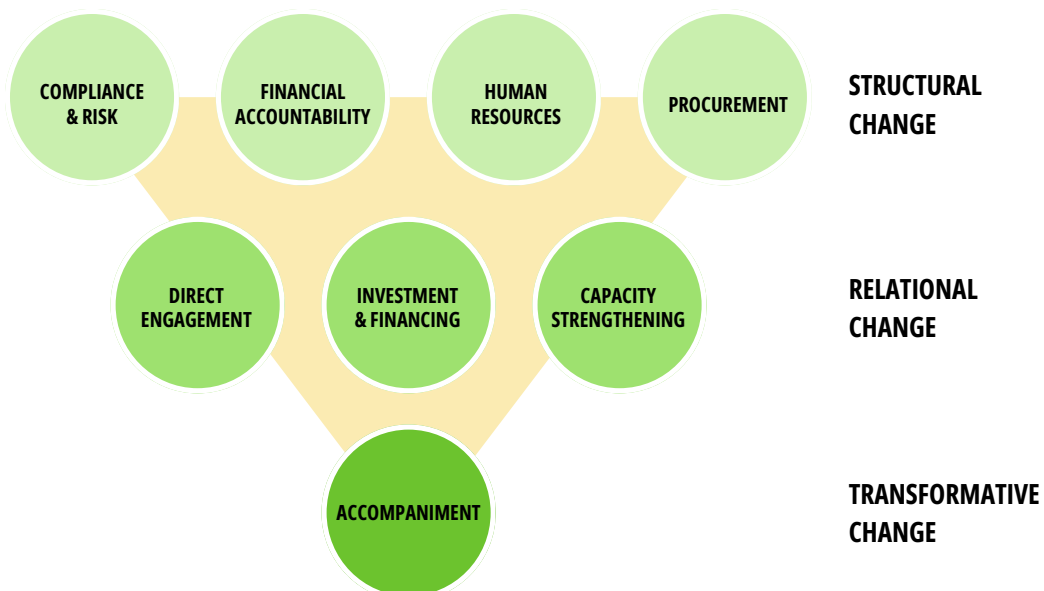 COMPLIANCE
& RISK
FINANCIAL
ACCOUNTABILITY
HUMAN
RESOURCES
PROCUREMENT
STRUCTURAL
CHANGE
DIRECT
ENGAGEMENT
INVESTMENT
& FINANCING
CAPACITY
STRENGTHENING
RELATIONAL
CHANGE
ACCOMPANIMENT
TRANSFORMATIVE
CHANGE